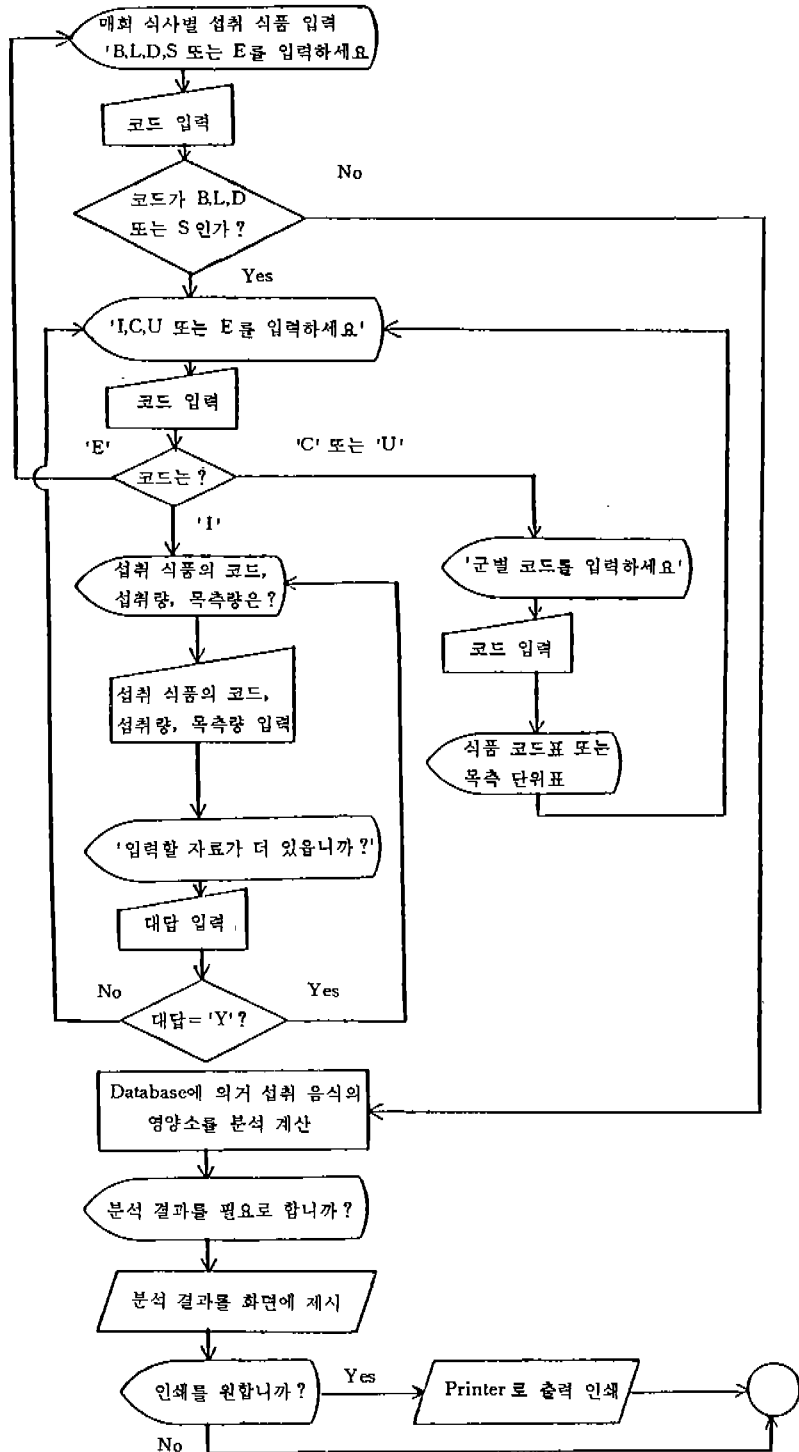 매회 식사별 섭취 식품 입력
'B,L,D,S 또는 E를 입력하세요
코드 입력
No
코드가 B,L,D
또는 S인가?
Yes
'I,C,U 또는 E를 입력하세요'
코드 입력
'E'
'C' 또는 'U'
코드는?
'I'
섭취 식품의 코드,
섭취량, 목측량은?
'군별 코드를 입력하세요'
코드 입력
섭취 식품의 코드,
섭취량, 목측량 입력
식품 코드표 또는
목측 단위표
'입력할 자료가 더 있읍니까?'
대답 입력
No
Yes
대답='Y'?
Database에 의거 섭취 음식의
영양소를 분석 계산
분석 결과를 필요로 합니까?
분석 결과를 화면에 제시
인쇄를 원합니까?
Yes
Printer로 출력 인쇄
No